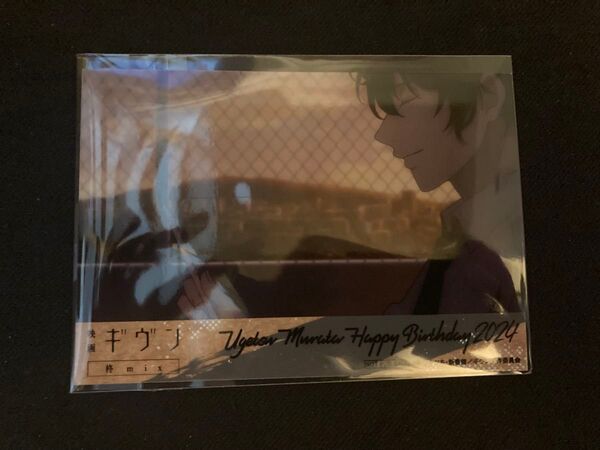 映画 ギヴン
柊mix
Ugetsu Murata Happy Birthday 2024